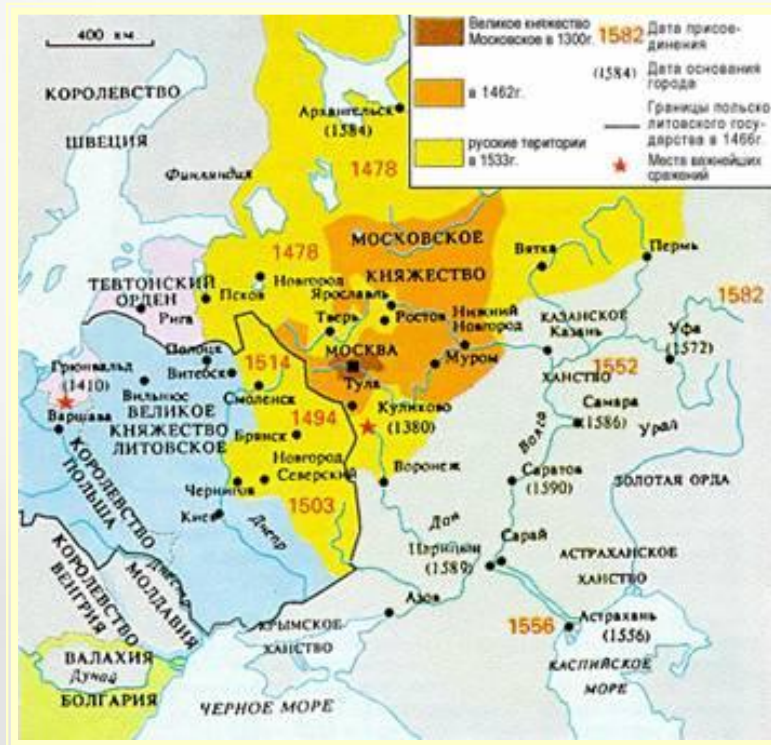 400 км
Великое княжество
Московское в 1300г.
в 1462г.
русские територии
в 1533г.
1582
Дата присое-
динения
(1584)
Дата основания
города
Границы польско
литовского госу-
дарства в 1466г.
Места важнейших
сражений
КОРОЛЕВСТВО
ШВЕЦИЯ
Финляндия
Архангельск
(1584)
1478
1478
МОСКОВСКОЕ
КНЯЖЕСТВО
Вятка
Пермь
1582
ТЕВТОНСКИЙ
ОРДЕН
Рига
Псков
Новгород
Ярославль
Ростов
Тверь
Нижний
Новгород
КАЗАНСКОЕ
Казань
ХАНСТВО
1552
Уфа
(1572)
Полоцк
Витебск
1514
Смоленск
МОСКВА
Тула
Муром
Грюнвальд
(1410)
Вильнюс
Варшава
ВЕЛИКОЕ
КНЯЖЕСТВО
ЛИТОВСКОЕ
1494
Брянск
Куликово
(1380)
Волга
Самара
(1586)
Урал
Новгород
Северский
Воронеж
Саратов
(1590)
ЗОЛОТАЯ ОРДА
КОРОЛЕВСТВО
ПОЛЬША
Чернигов
1503
Киев
Днепр
Дон
Царицын
(1589)
Сарай
АСТРАХАНСКОЕ
ХАНСТВО
КОРОЛЕВСТВО
ВЕНГРИЯ
МОЛДАВИЯ
Азов
КРЫМСКОЕ
ХАНСТВО
1556
Астрахань
(1556)
ВАЛАХИЯ
Дунай
БОЛГАРИЯ
ЧЕРНОЕ МОРЕ
КАСПИЙСКОЕ
МОРЕ